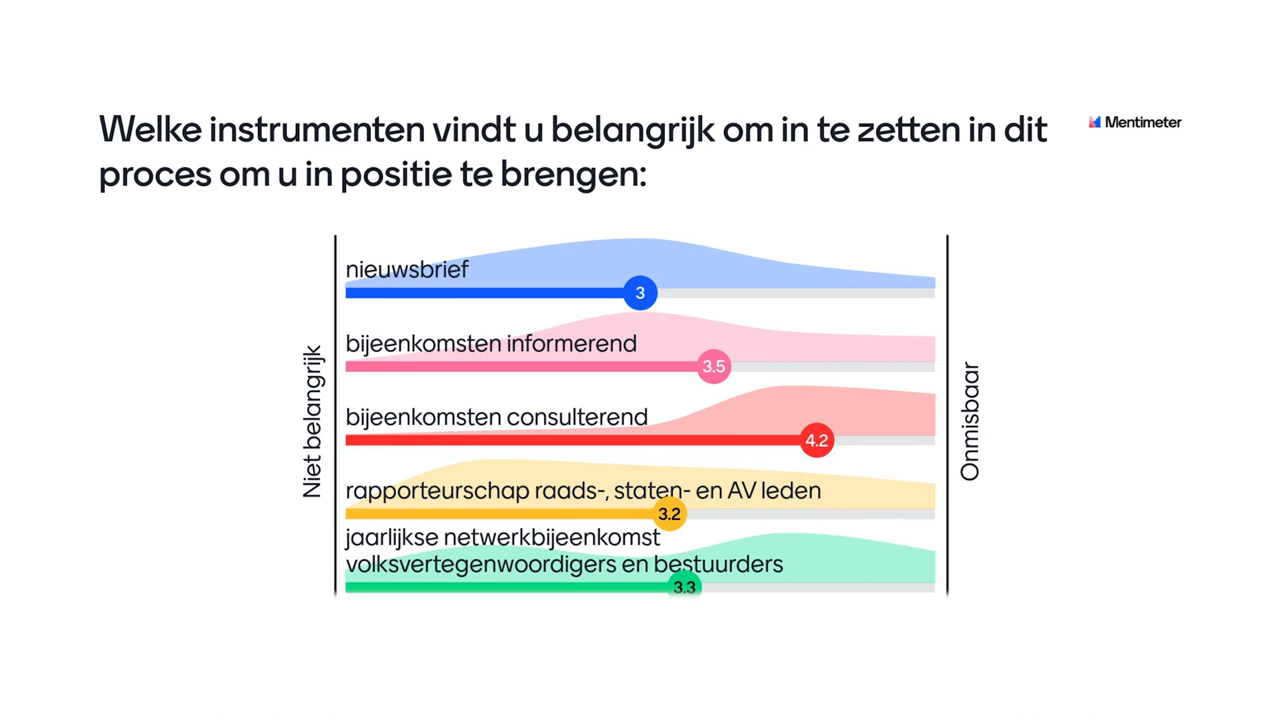 Welke instrumenten vindt u belangrijk om in te zetten in dit
proces om u in positie te brengen:
Mentimeter
Niet belangrijk
nieuwsbrief
3
bijeenkomsten informerend
3.5
bijeenkomsten consulterend
4.2
rapporteurschap raads-, staten- en AV leden
3.2
jaarlijkse netwerkbijeenkomst
volksvertegenwoordigers en bestuurders
3.3
Onmisbaar